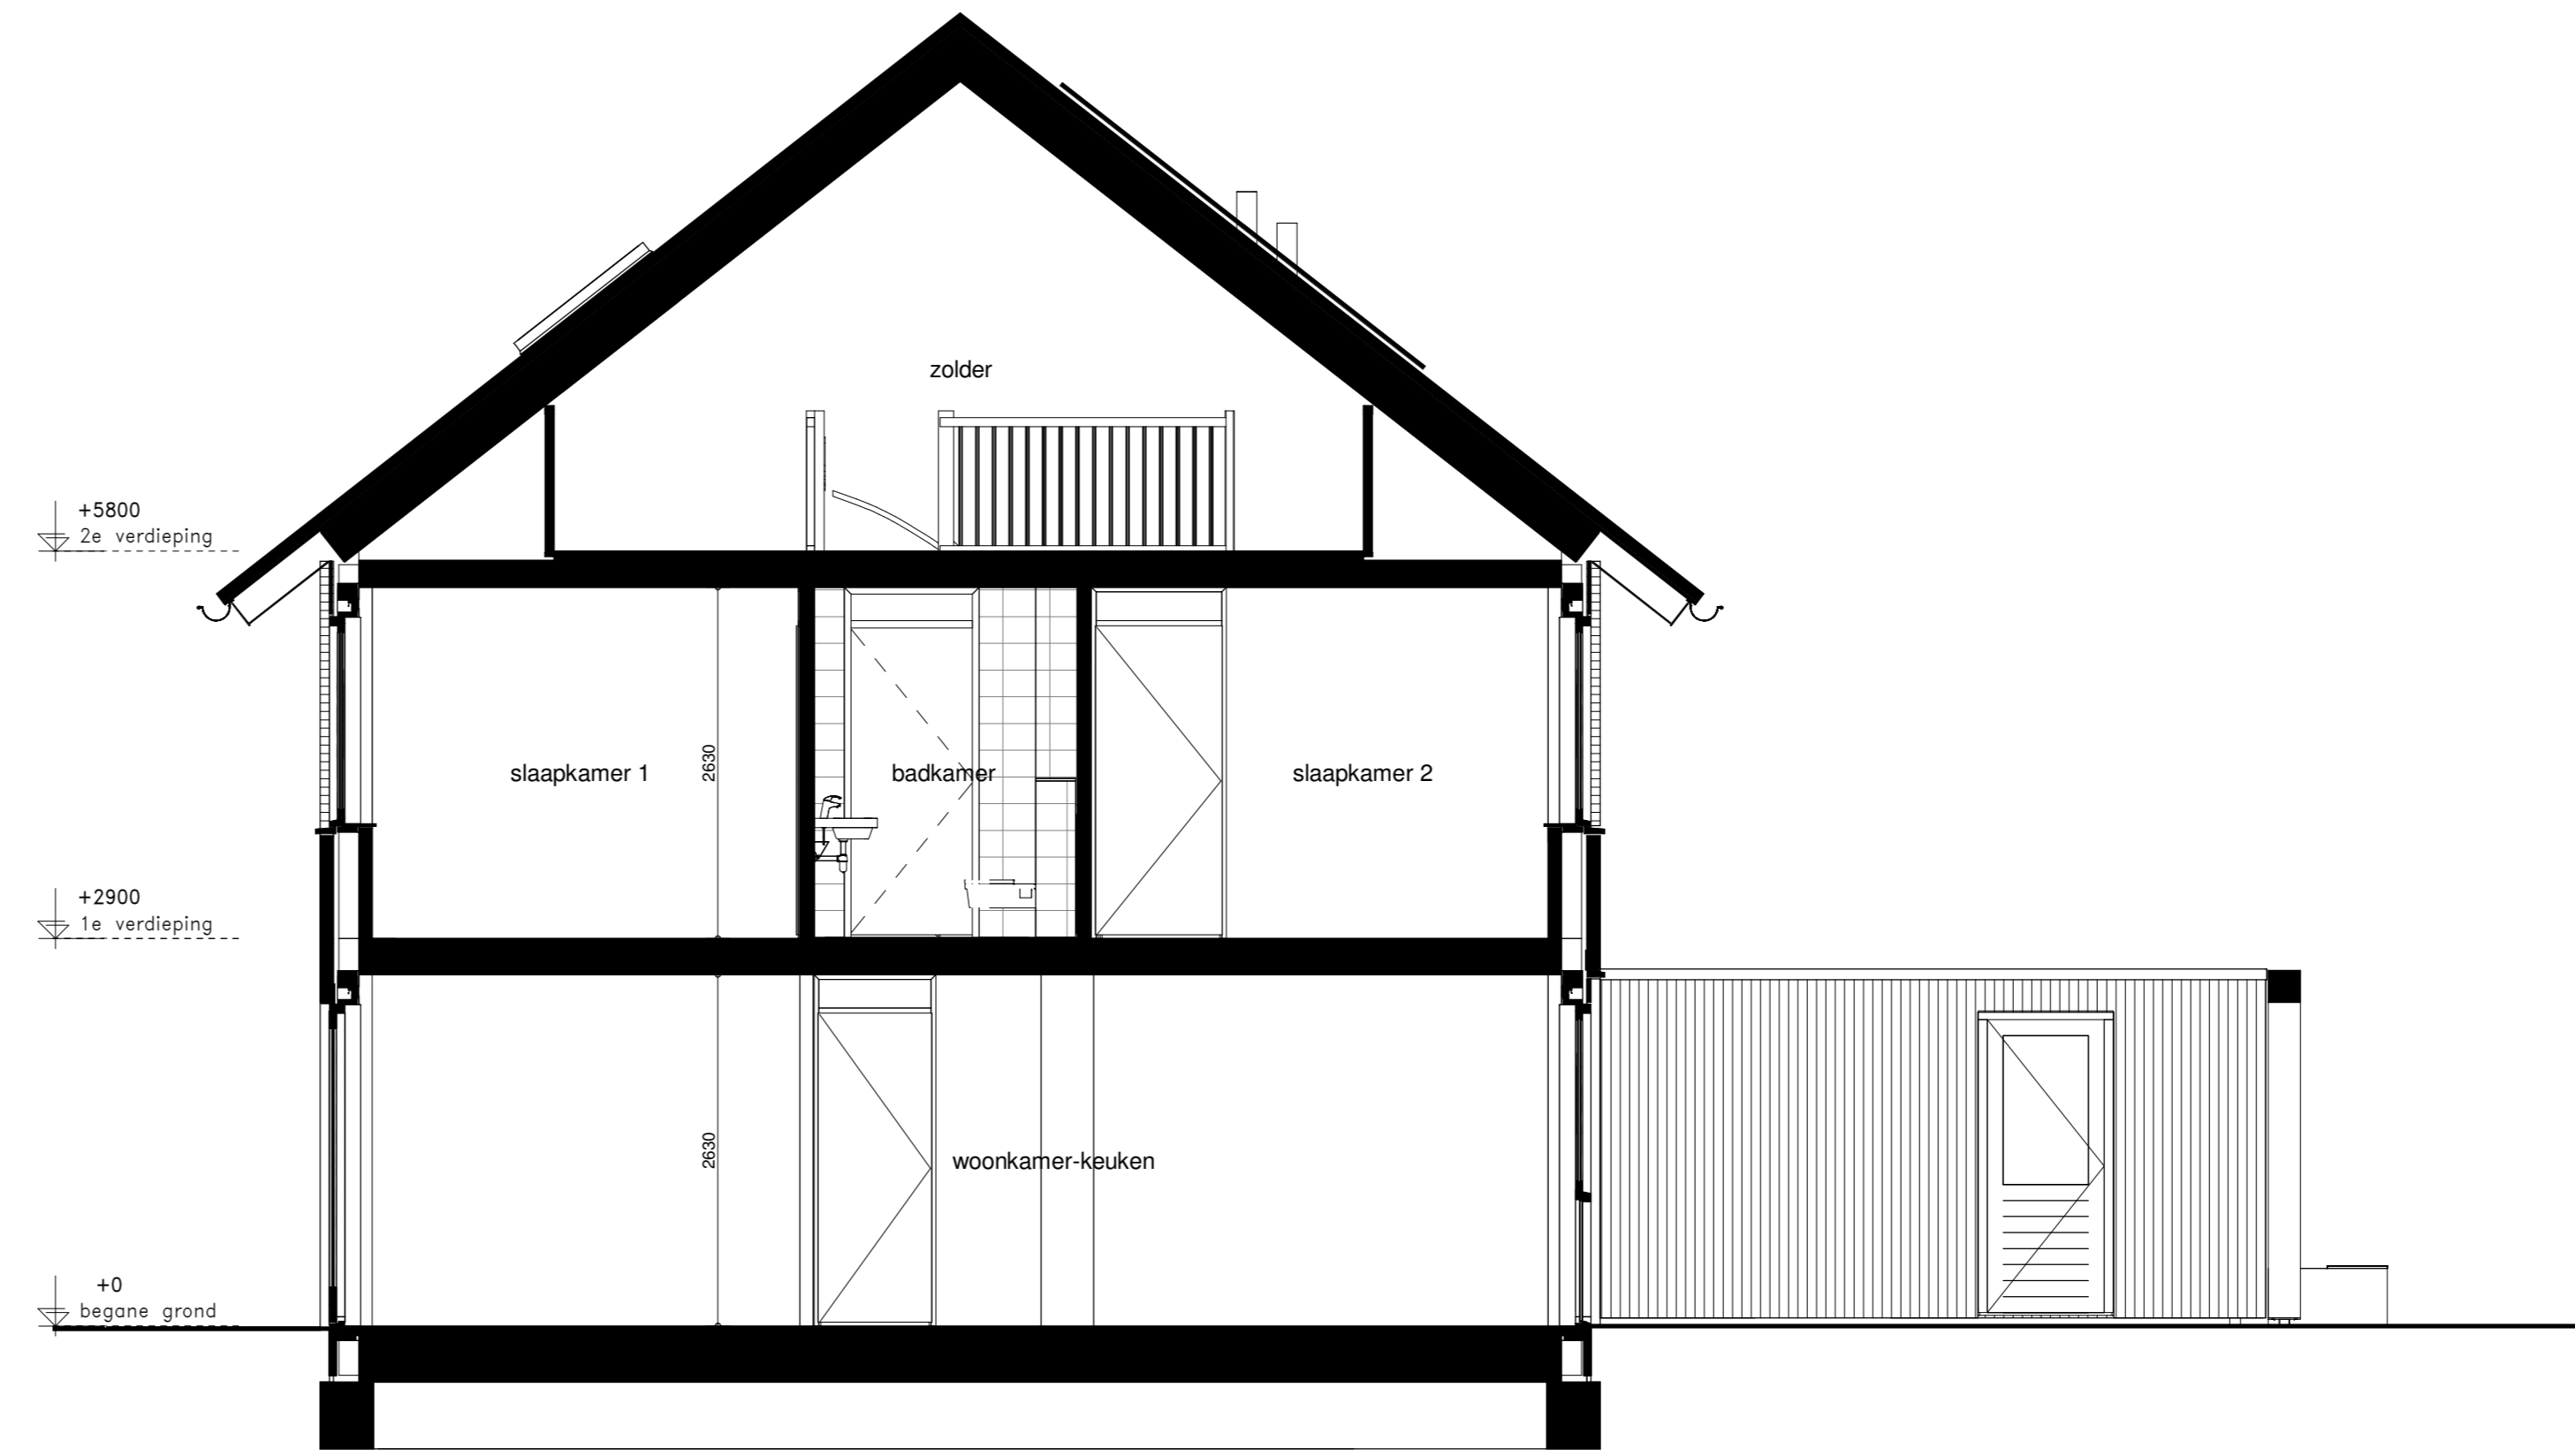 zolder
+5800
2e verdieping
slaapkamer 1
2630
badkamer
slaapkamer 2
+2900
1e verdieping
2630
woonkamer-keuken
+0
begane grond